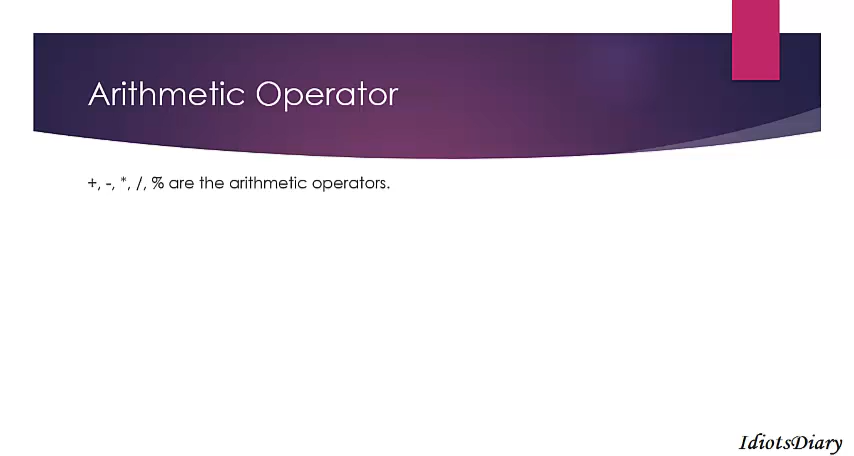 Arithmetic Operator
+, -, *, /, % are the arithmetic operators.
IdiotsDiary